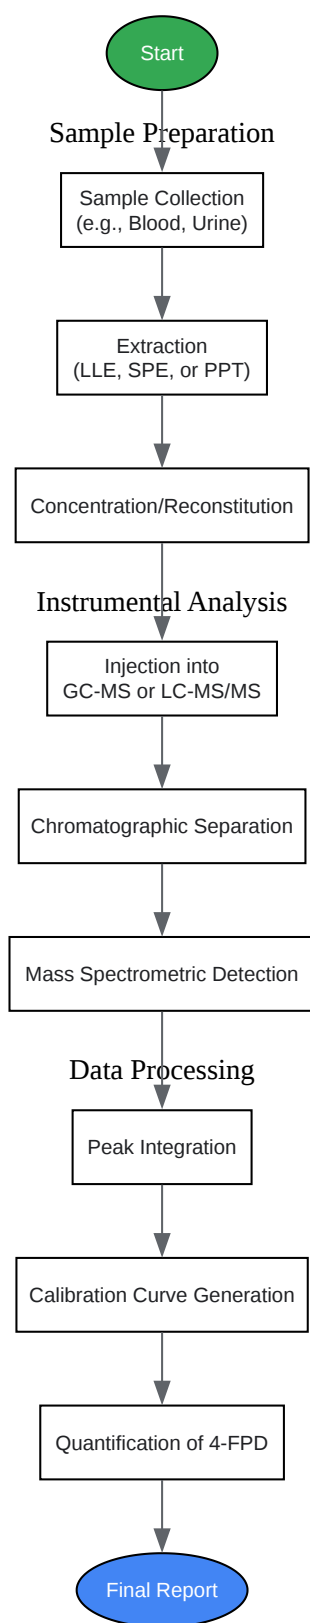 Start
Sample Preparation
Sample Collection
(e.g., Blood, Urine)
Extraction
(LLE, SPE, or PPT)
Concentration/Reconstitution
Instrumental Analysis
Injection into
GC-MS or LC-MS/MS
Chromatographic Separation
Mass Spectrometric Detection
Data Processing
Peak Integration
Calibration Curve Generation
Quantification of 4-FPD
Final Report